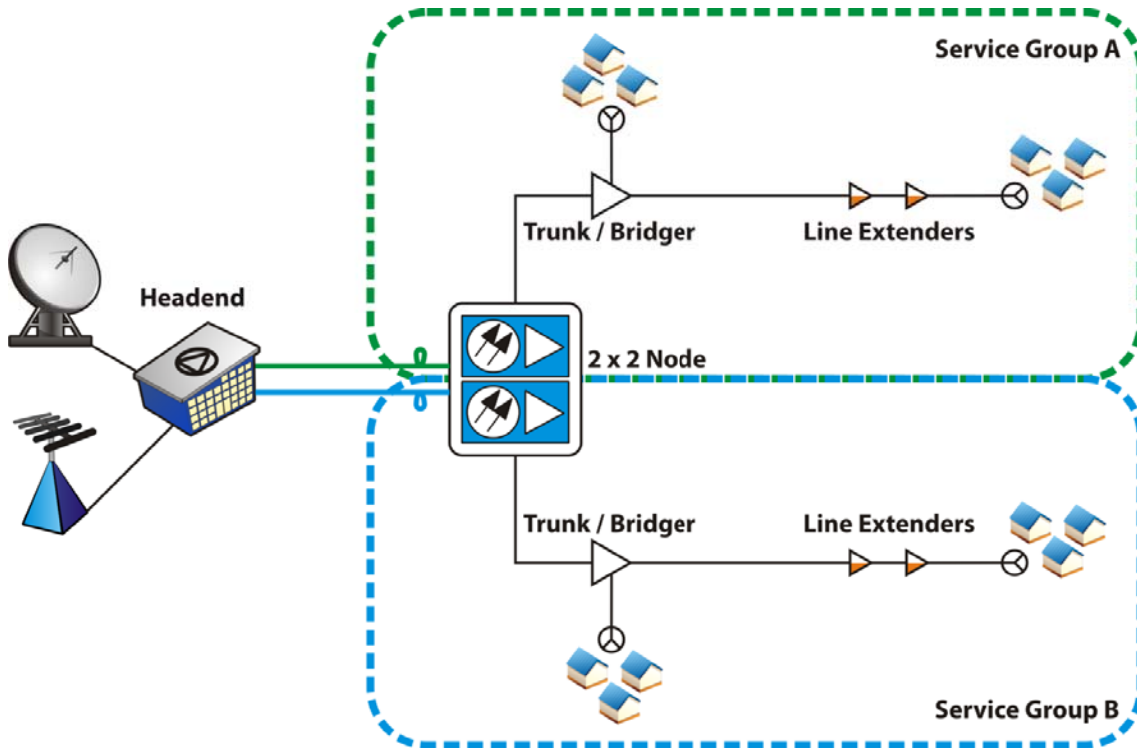 Service Group A
Trunk / Bridger
Line Extenders
Headend
2 x 2 Node
Trunk / Bridger
Line Extenders
Service Group B